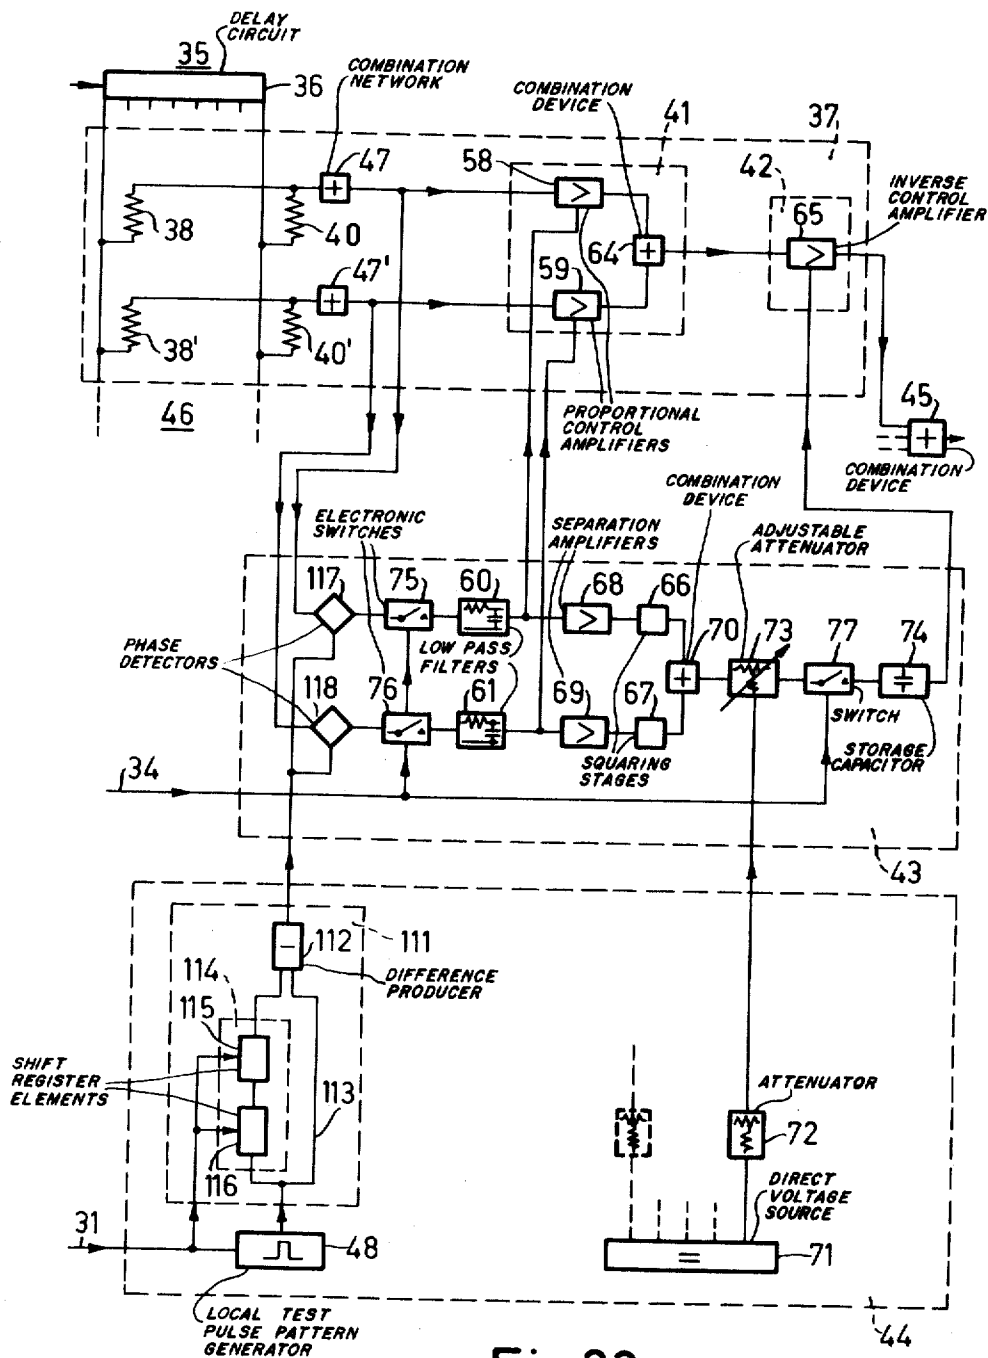 DELAY
CIRCUIT
35
36
COMBINATION
NETWORK
COMBINATION
DEVICE
41
37
47
58
42
INVERSE
CONTROL
AMPLIFIER
65
38
40
64
47'
59
38'
40'
46
PROPORTIONAL
CONTROL
AMPLIFIERS
45
COMBINATION
DEVICE
COMBINATION
DEVICE
ELECTRONIC
SWITCHES
SEPARATION
AMPLIFIERS
ADJUSTABLE
ATTENUATOR
117
75
60
68
66
70
73
77
74
PHASE
DETECTORS
LOW PASS
FILTERS
118
76
61
69
67
SWITCH
SQUARING
STAGES
STORAGE
CAPACITOR
34
43
112
111
DIFFERENCE
PRODUCER
114
115
SHIFT
REGISTER
ELEMENTS
113
116
ATTENUATOR
72
DIRECT
VOLTAGE
SOURCE
31
48
71
LOCAL TEST
PULSE PATTERN
GENERATOR
44